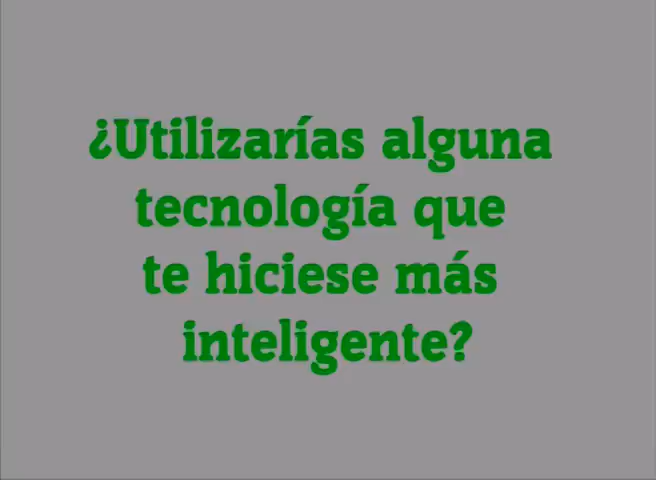 ¿Utilizarías alguna
tecnología que
te hiciese más
inteligente?